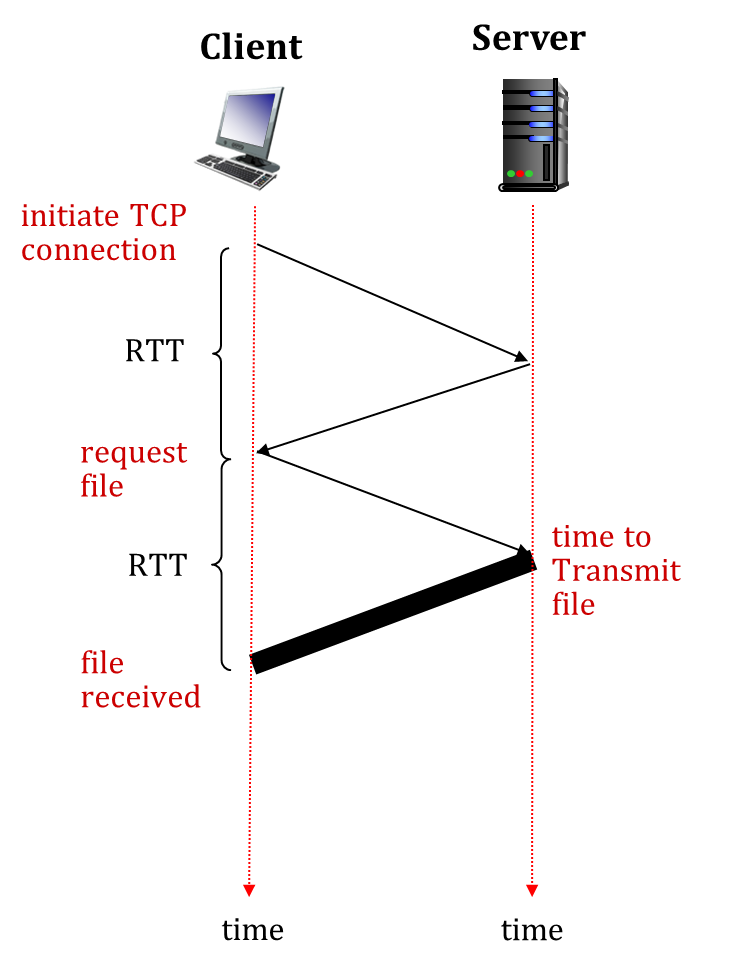 Client
Server
initiate TCP
connection
RTT
request
file
time to
Transmit
file
RTT
file
received
time
time